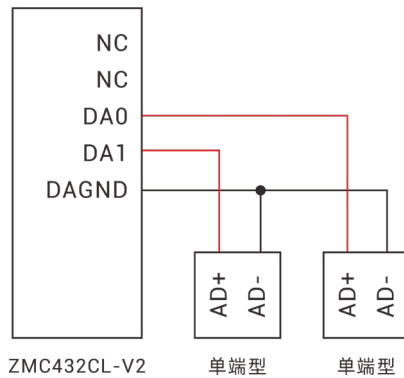 NC
NC
DA0
DA1
DAGND
AD+
AD-
AD+
AD-
ZMC432CL-V2
单端型
单端型